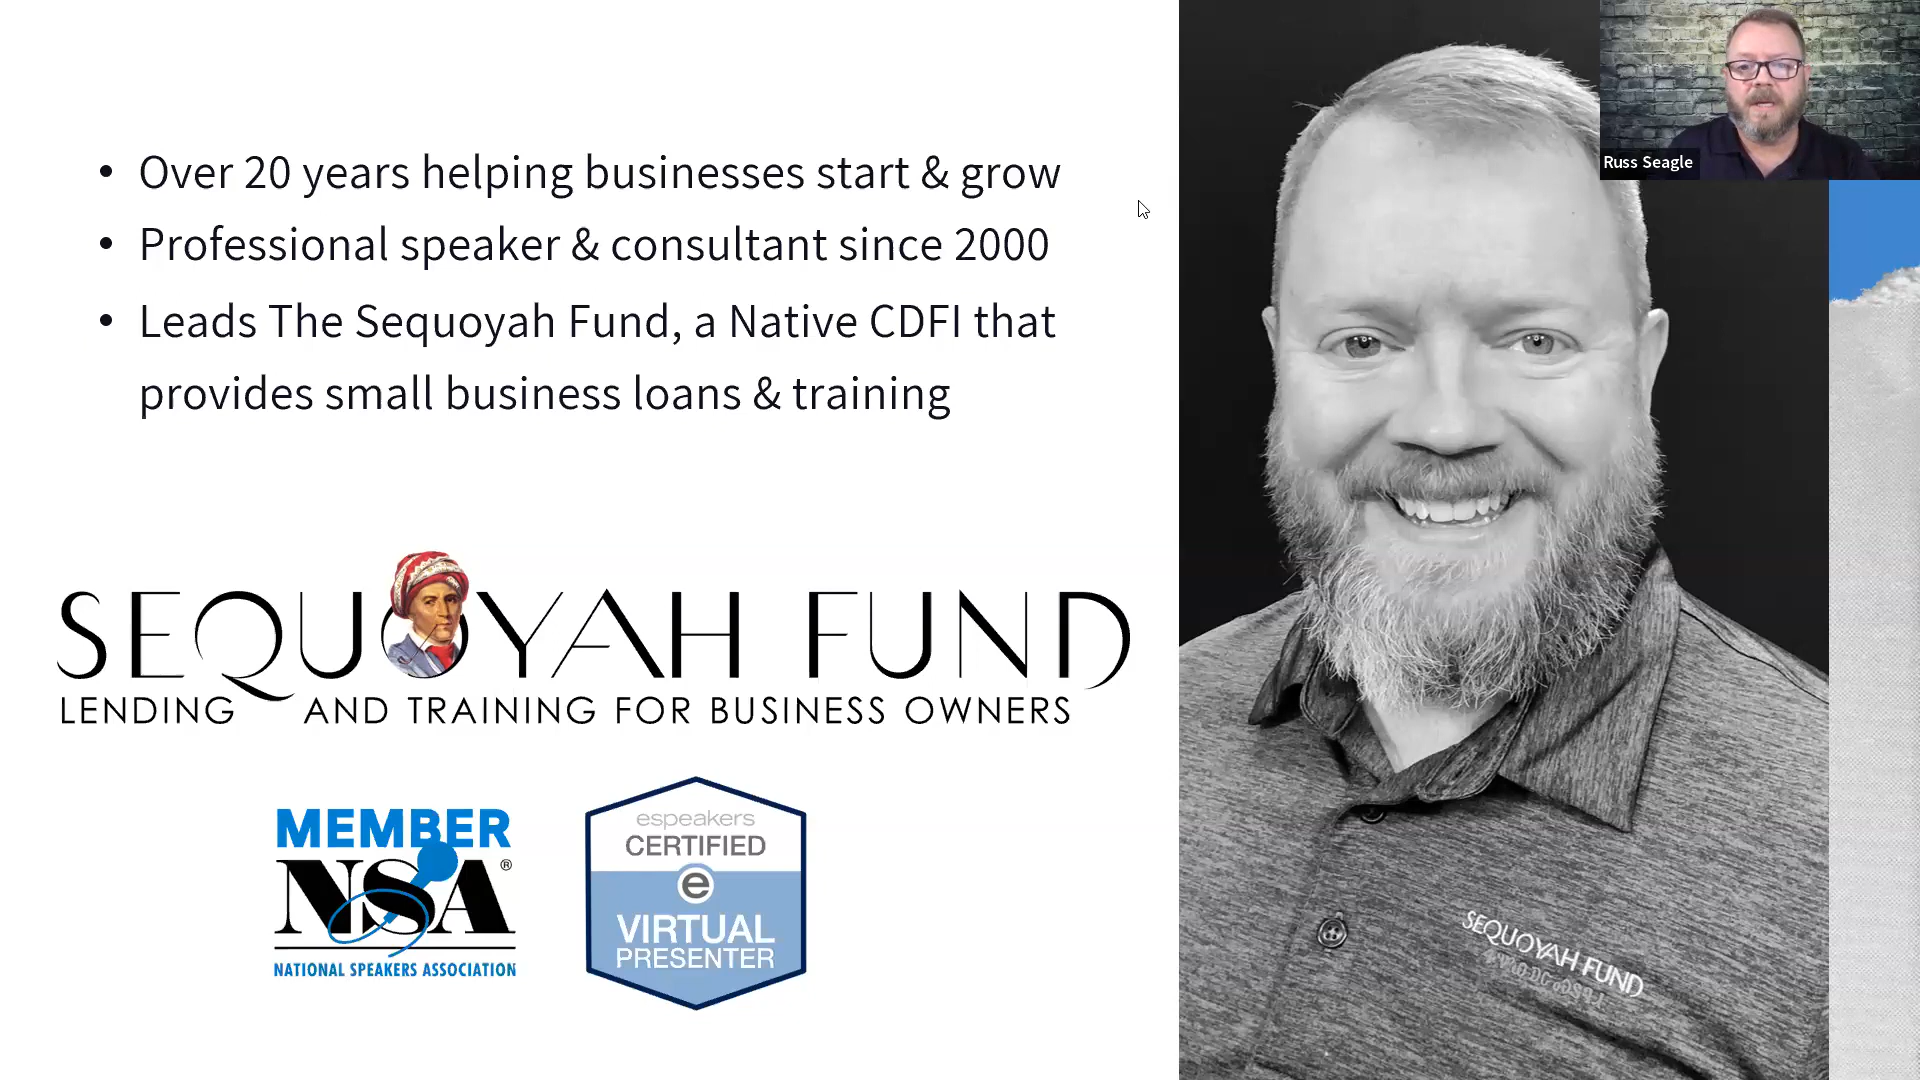 • Over 20 years helping businesses start & grow
• Professional speaker & consultant since 2000
• Leads The Sequoyah Fund, a Native CDFI that
provides small business loans & training
SEQUOYAH FUND
LENDING AND TRAINING FOR BUSINESS OWNERS
MEMBER
NSA®
NATIONAL SPEAKERS ASSOCIATION
espeakers
CERTIFIED
e
VIRTUAL
PRESENTER
Russ Seagle
SEQUOYAH FUND